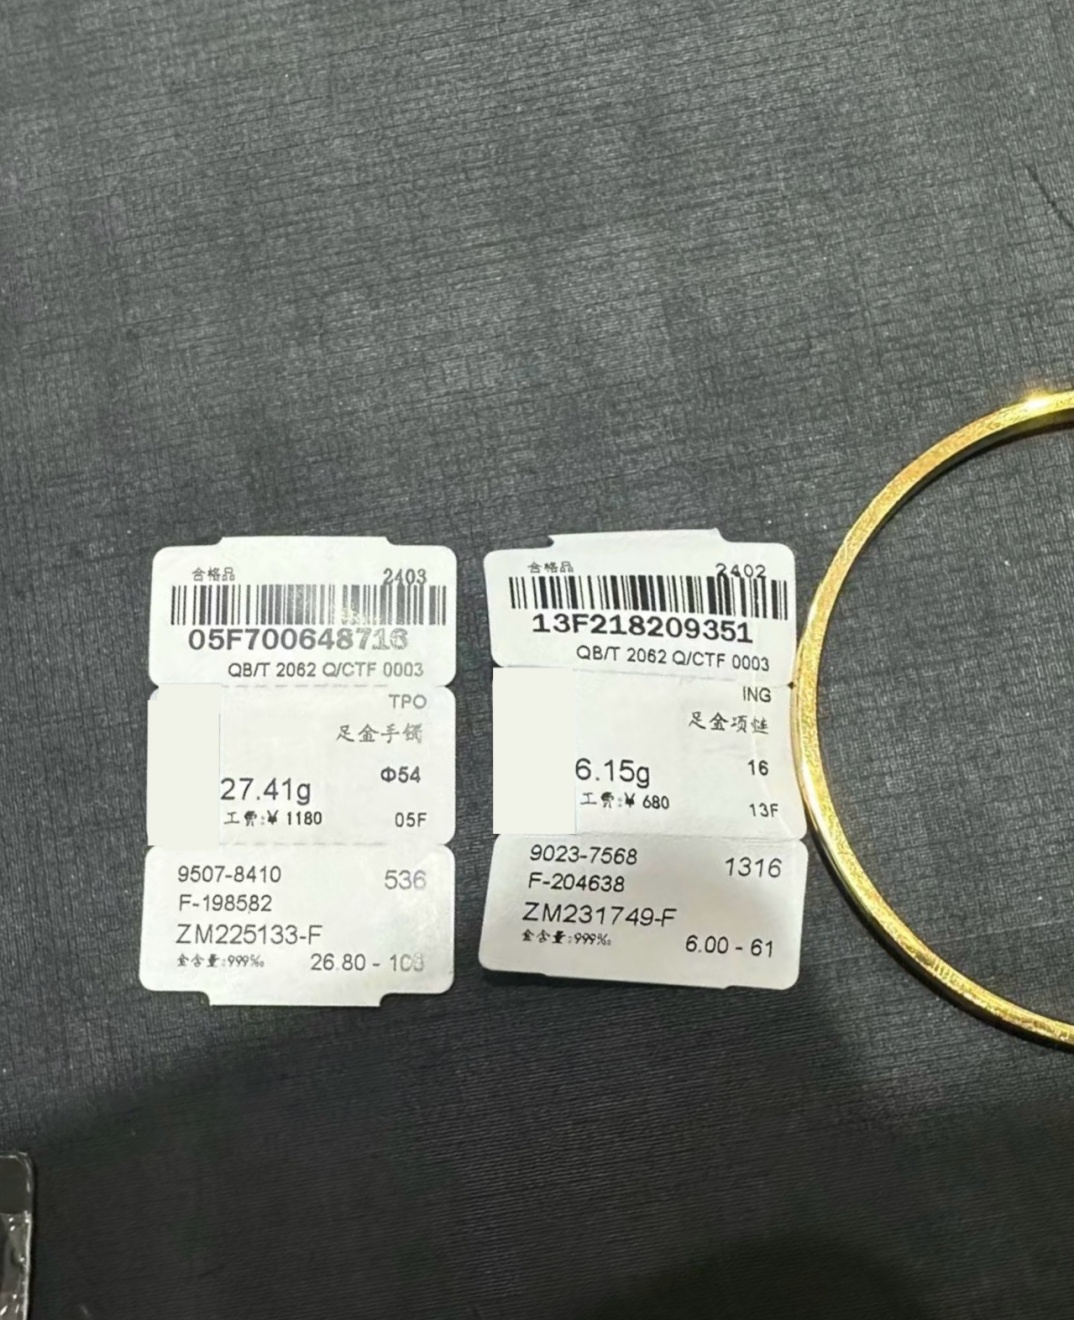 合格品 2403
05F700648716
QB/T 2062 Q/CTF 0003
TPO
足金手镯
Φ54
27.41g
工费:¥ 1180
05F
9507-8410
536
F-198582
ZM225133-F
金含量:999‰
26.80 - 103
合格品 2402
13F218209351
QB/T 2062 Q/CTF 0003
ING
足金项链
16
6.15g
工费:¥ 680
13F
9023-7568
1316
F-204638
ZM231749-F
金含量:999‰
6.00 - 61